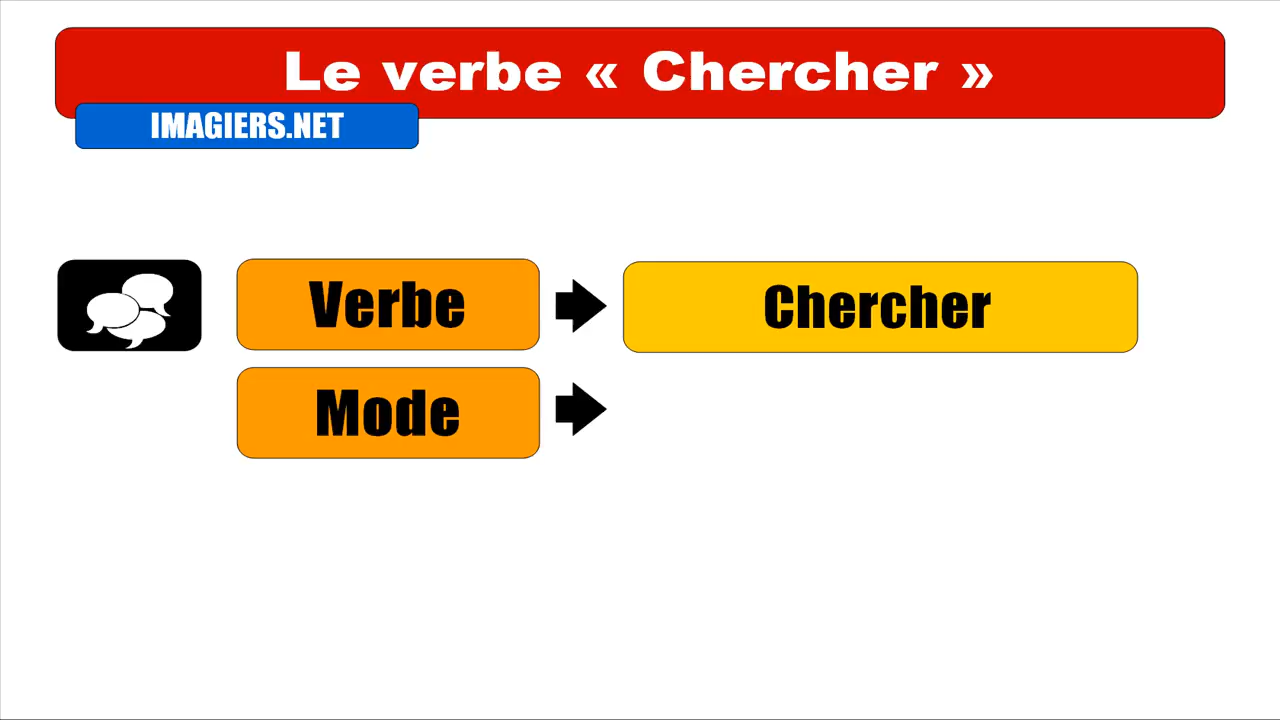 Le verbe « Chercher »
IMAGIERS.NET
Verbe
Chercher
Mode